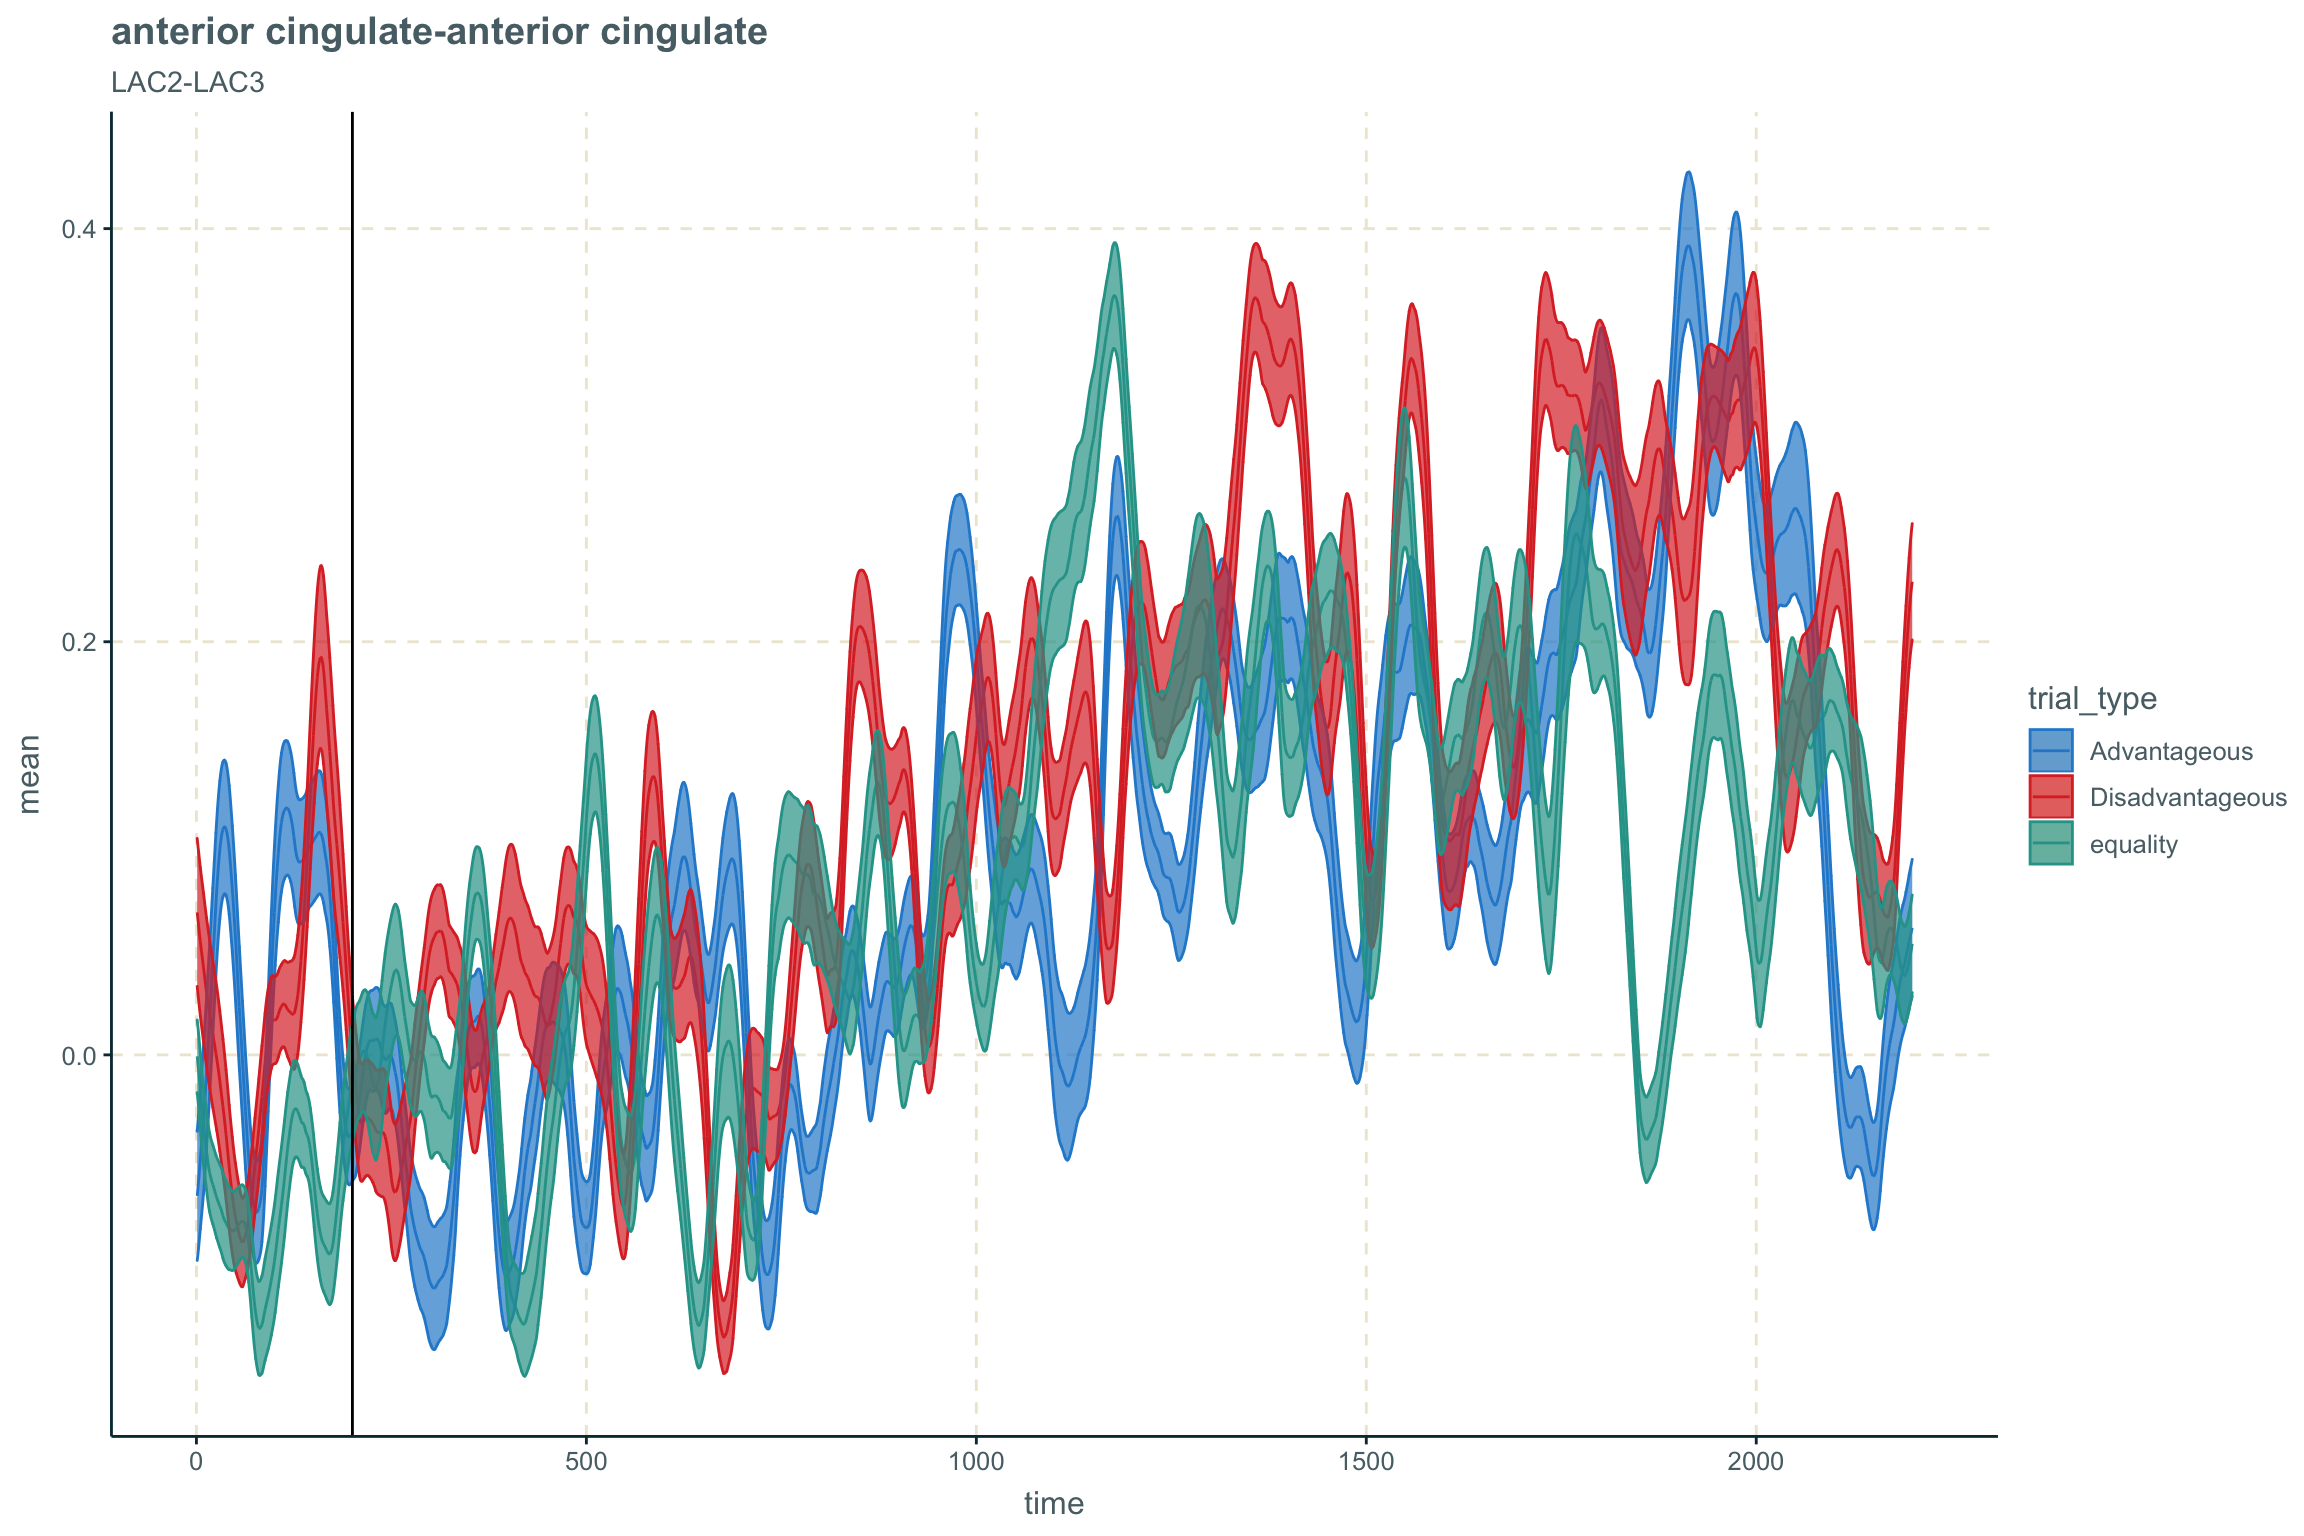 anterior cingulate-anterior cingulate
LAC2-LAC3
0.4
0.2
0.0
mean
0 500 1000 1500 2000
time
trial_type
Advantageous
Disadvantageous
equality